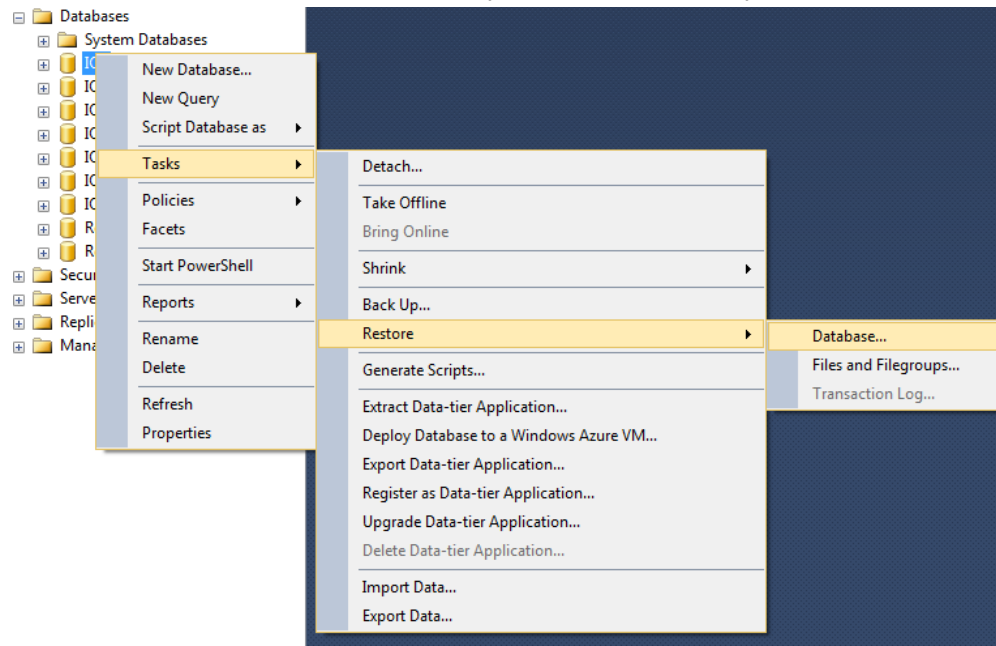 Databases
System Databases
New Database...
New Query
Script Database as
Tasks
Policies
Facets
Start PowerShell
Reports
Rename
Delete
Refresh
Properties
Detach...
Take Offline
Bring Online
Shrink
Back Up...
Restore
Generate Scripts...
Extract Data-tier Application...
Deploy Database to a Windows Azure VM...
Export Data-tier Application...
Register as Data-tier Application...
Upgrade Data-tier Application...
Delete Data-tier Application...
Import Data...
Export Data...
Database...
Files and Filegroups...
Transaction Log...